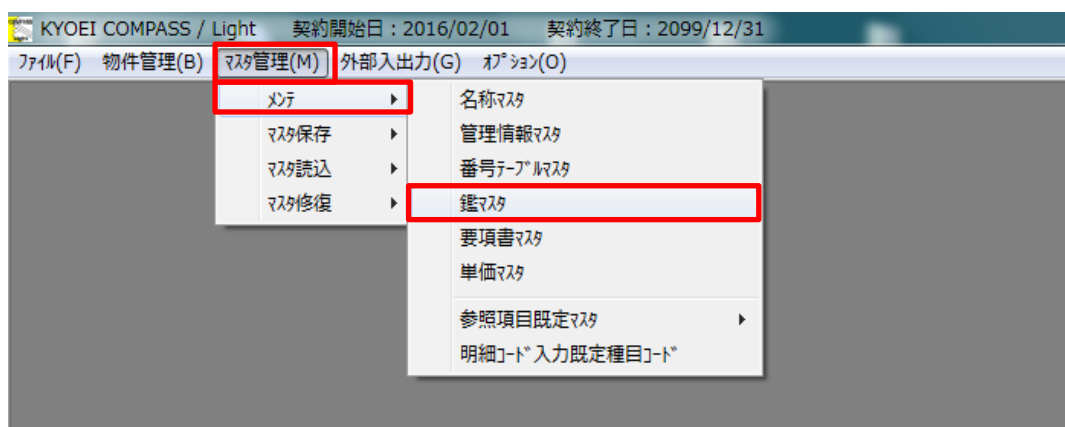 KYOEI COMPASS / Light 契約開始日：2016/02/01 契約終了日：2099/12/31
ﾌｧｲﾙ(F) 物件管理(B) ﾏｽﾀ管理(M) 外部入出力(G) ｵﾌﾟｼｮﾝ(O)
ﾒﾝﾃ
ﾏｽﾀ保存
ﾏｽﾀ読込
ﾏｽﾀ修復
名称ﾏｽﾀ
管理情報ﾏｽﾀ
番号ﾃｰﾌﾞﾙﾏｽﾀ
鑑ﾏｽﾀ
要項書ﾏｽﾀ
単価ﾏｽﾀ
参照項目既定ﾏｽﾀ
明細ｺｰﾄﾞ入力既定種目ｺｰﾄﾞ